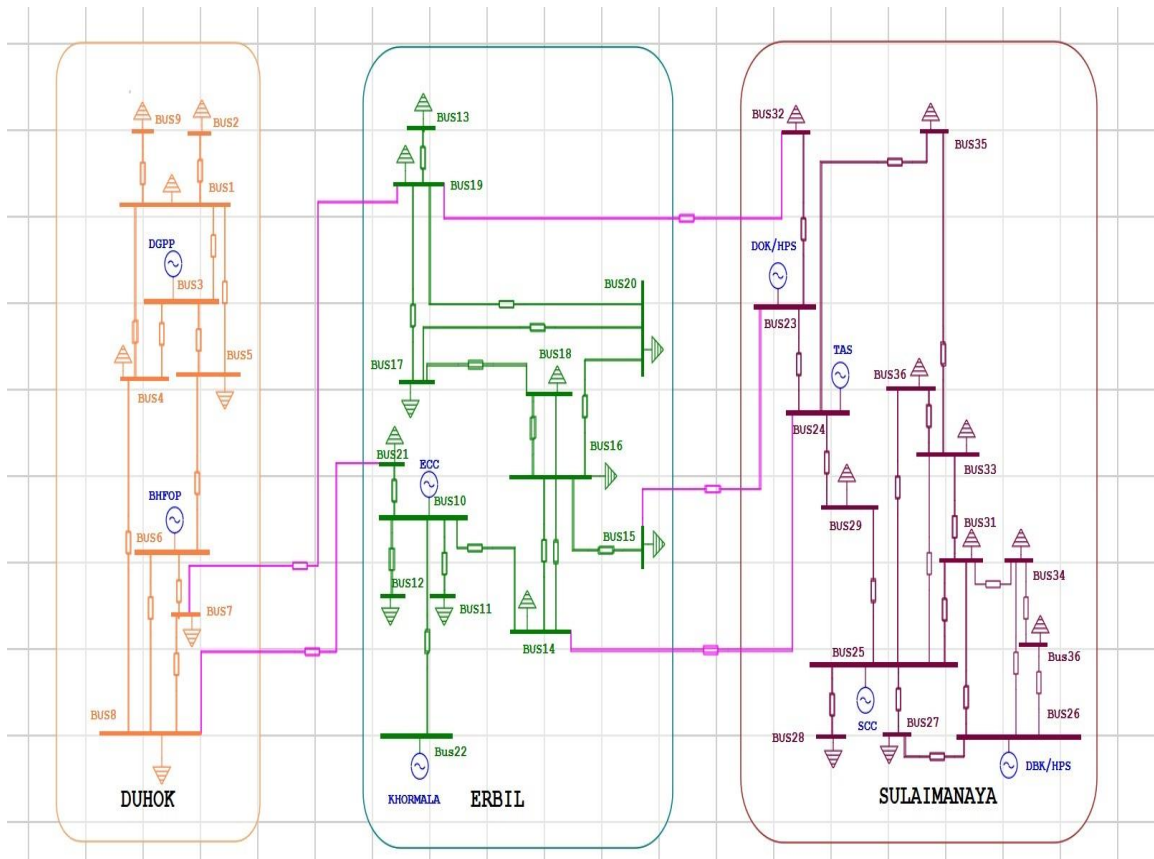 BUS9
BUS2
BUS1
DGPP
BUS3
BUS5
BUS4
BHFOP
BUS6
BUS7
BUS8
DUHOK
BUS13
BUS19
BUS20
BUS17
BUS18
BUS16
BUS21
ECC
BUS10
BUS15
BUS12
BUS11
BUS14
Bus22
KHORMALA
ERBIL
BUS32
BUS35
DOK/HPS
BUS23
TAS
BUS36
BUS24
BUS33
BUS29
BUS31
BUS34
BUS25
Bus36
SCC
BUS27
BUS26
BUS28
DBK/HPS
SULAIMANAYA